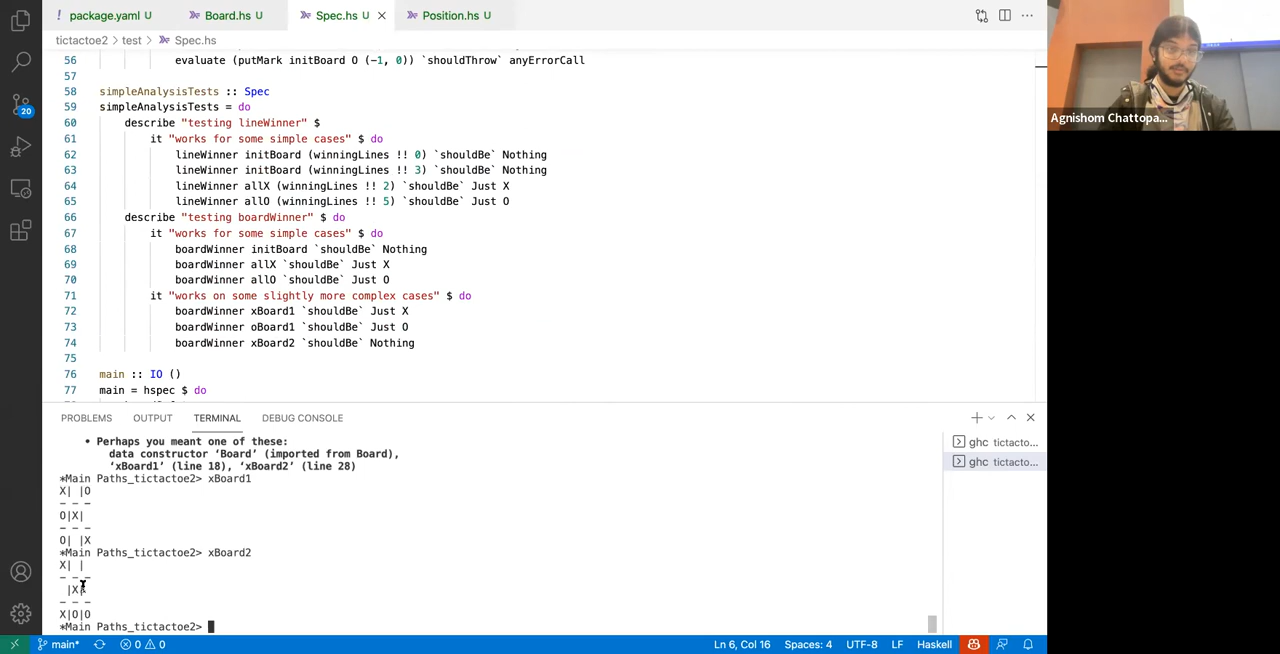 package.yaml U
Board.hs U
Spec.hs U
Position.hs U
tictactoe2 > test > Spec.hs
56 evaluate (putMark initBoard O (-1, 0)) `shouldThrow` anyErrorCall
57
58 simpleAnalysisTests :: Spec
59 simpleAnalysisTests = do
60 describe "testing lineWinner" $
61 it "works for some simple cases" $ do
62 lineWinner initBoard (winningLines !! 0) `shouldBe` Nothing
63 lineWinner initBoard (winningLines !! 3) `shouldBe` Nothing
64 lineWinner allX (winningLines !! 2) `shouldBe` Just X
65 lineWinner allO (winningLines !! 5) `shouldBe` Just O
66 describe "testing boardWinner" $ do
67 it "works for some simple cases" $ do
68 boardWinner initBoard `shouldBe` Nothing
69 boardWinner allX `shouldBe` Just X
70 boardWinner allO `shouldBe` Just O
71 it "works on some slightly more complex cases" $ do
72 boardWinner xBoard1 `shouldBe` Just X
73 boardWinner oBoard1 `shouldBe` Just O
74 boardWinner xBoard2 `shouldBe` Nothing
75
76 main :: IO ()
77 main = hspec $ do
20
Agnishom Chattopa...
PROBLEMS OUTPUT TERMINAL DEBUG CONSOLE
• Perhaps you meant one of these:
data constructor ‘Board’ (imported from Board),
‘xBoard1’ (line 18), ‘xBoard2’ (line 28)
*Main Paths_tictactoe2> xBoard1
X| |O
- - -
O|X|
- - -
O| |X
*Main Paths_tictactoe2> xBoard2
X| |
- - -
|X|
- - -
X|O|O
*Main Paths_tictactoe2>
ghc tictacto...
ghc tictacto...
main* 0 0 Ln 6, Col 16 Spaces: 4 UTF-8 LF Haskell